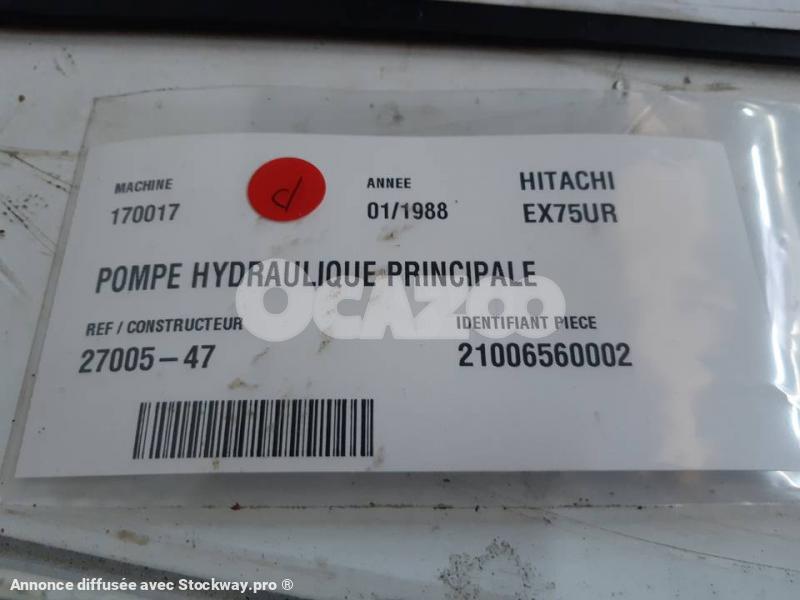 MACHINE
170017
d
ANNEE
01/1988
HITACHI
EX75UR
POMPE HYDRAULIQUE PRINCIPALE
OCAZOO
REF / CONSTRUCTEUR
27005-47
IDENTIFIANT PIECE
21006560002
Annonce diffusée avec Stockway.pro ®